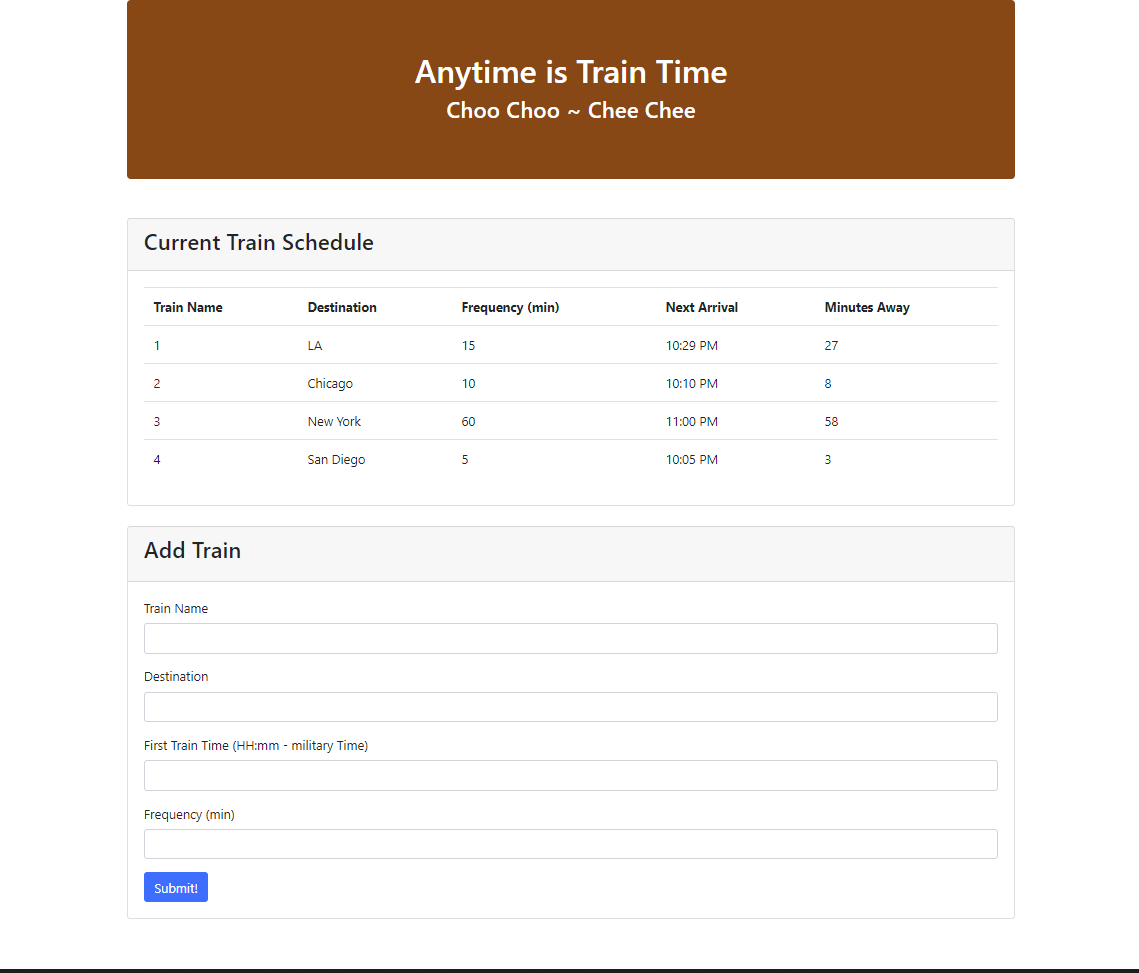 Anytime is Train Time
Choo Choo ~ Chee Chee
Current Train Schedule
Train Name Destination Frequency (min) Next Arrival Minutes Away
1 LA 15 10:29 PM 27
2 Chicago 10 10:10 PM 8
3 New York 60 11:00 PM 58
4 San Diego 5 10:05 PM 3
Add Train
Train Name
Destination
First Train Time (HH:mm - military Time)
Frequency (min)
Submit!